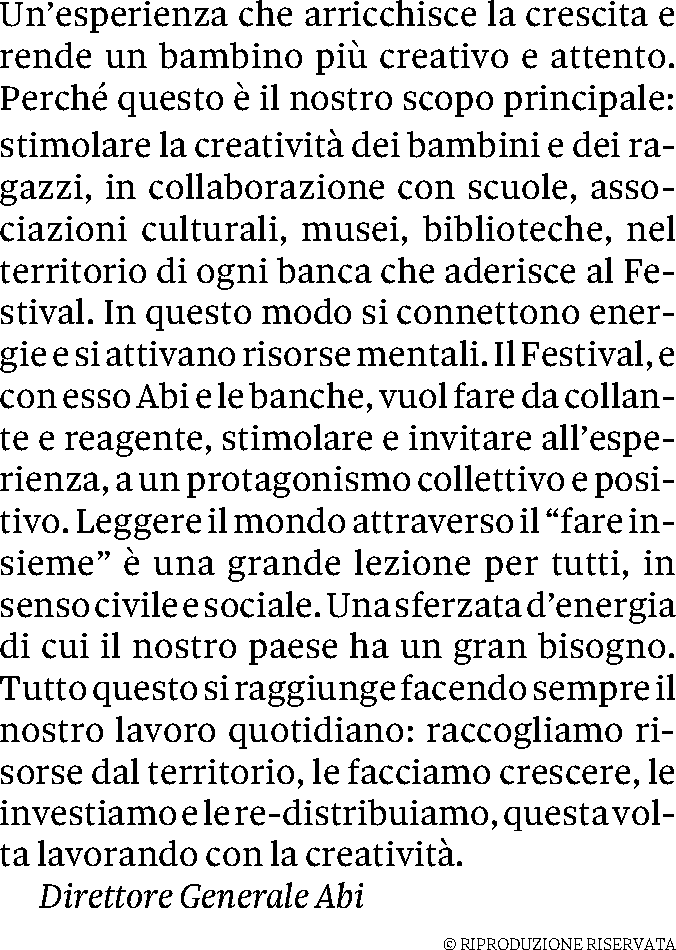 Un’esperienza che arricchisce la crescita e
rende un bambino più creativo e attento.
Perché questo è il nostro scopo principale:
stimolare la creatività dei bambini e dei ra-
gazzi, in collaborazione con scuole, asso-
ciazioni culturali, musei, biblioteche, nel
territorio di ogni banca che aderisce al Fe-
stival. In questo modo si connettono ener-
gie e si attivano risorse mentali. Il Festival, e
con esso Abi e le banche, vuol fare da collan-
te e reagente, stimolare e invitare all’espe-
rienza, a un protagonismo collettivo e posi-
tivo. Leggere il mondo attraverso il “fare in-
sieme” è una grande lezione per tutti, in
senso civile e sociale. Una sferzata d’energia
di cui il nostro paese ha un gran bisogno.
Tutto questo si raggiunge facendo sempre il
nostro lavoro quotidiano: raccogliamo ri-
sorse dal territorio, le facciamo crescere, le
investiamo e le re-distribuiamo, questa vol-
ta lavorando con la creatività.
Direttore Generale Abi
© RIPRODUZIONE RISERVATA